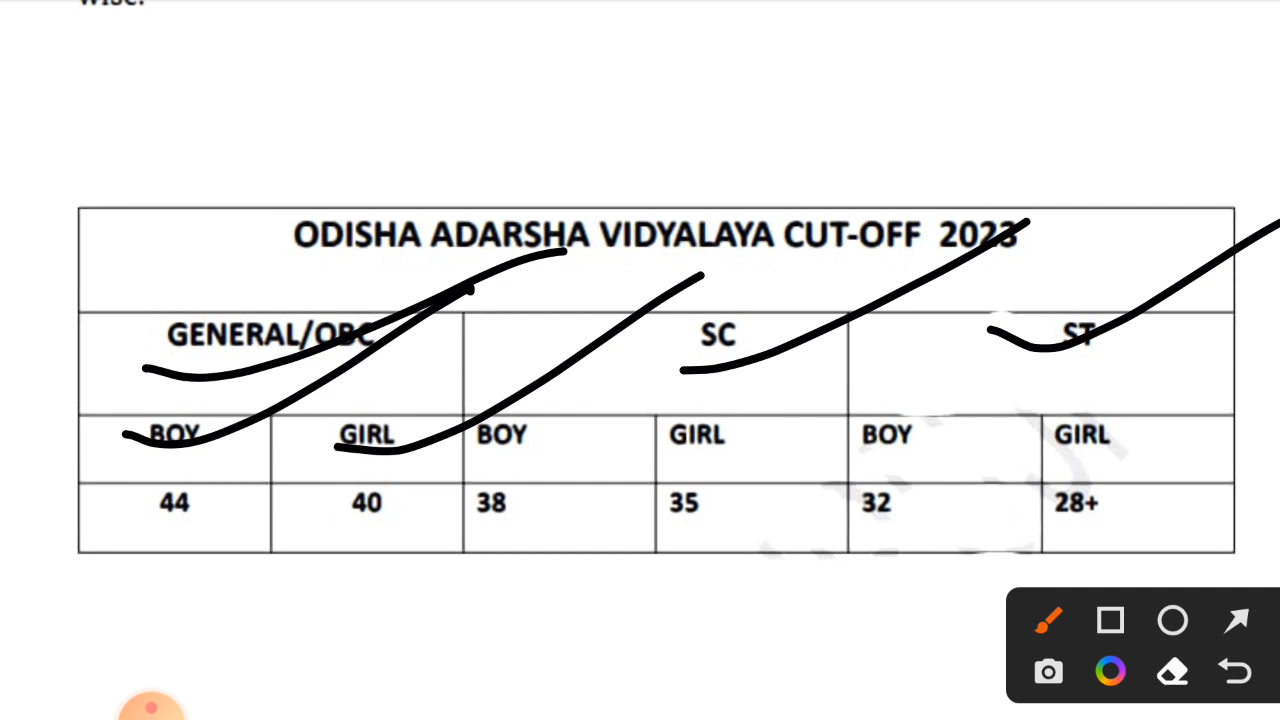 ODISHA ADARSHA VIDYALAYA CUT-OFF 2023
GENERAL/OBC SC ST
BOY GIRL BOY GIRL BOY GIRL
44 40 38 35 32 28+